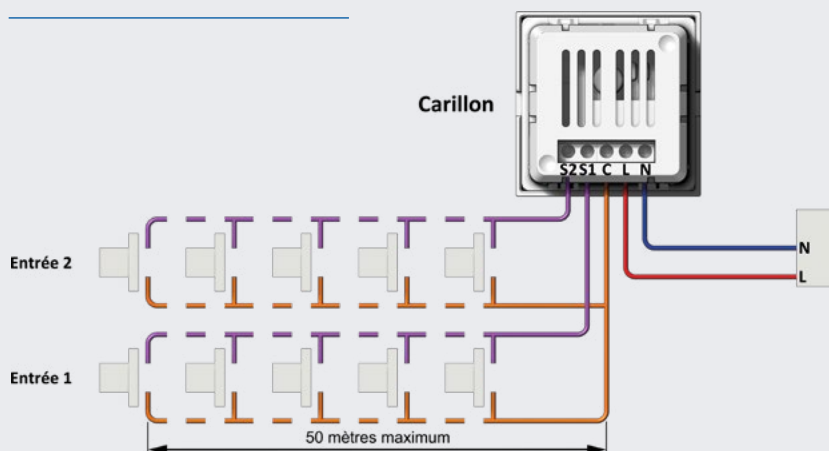 Carillon
S2 S1 C L N
Entrée 2
N
L
Entrée 1
50 mètres maximum